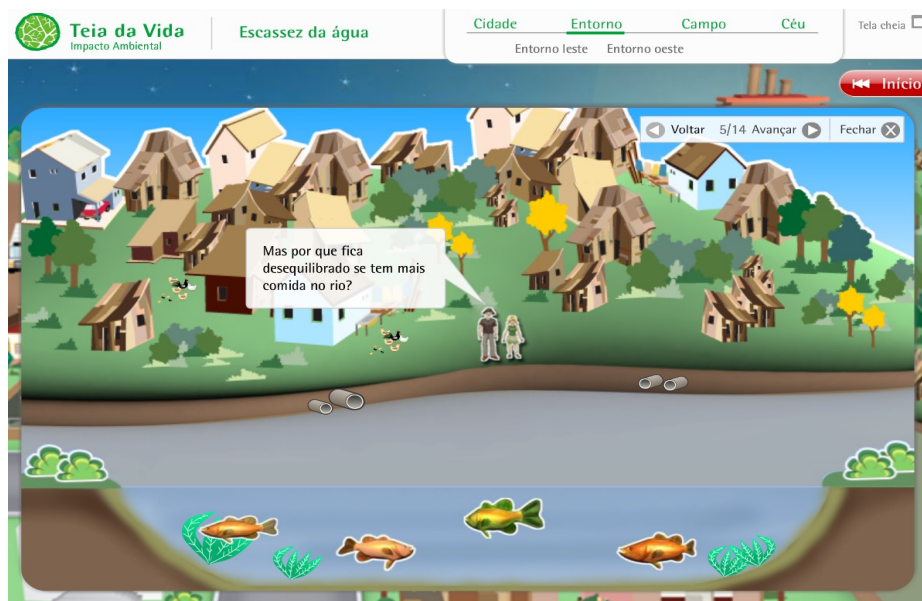 Teia da Vida
Impacto Ambiental
Escassez da água
Cidade Entorno Campo Céu
Entorno leste Entorno oeste
Tela cheia
Início
Voltar 5/14 Avançar Fechar
Mas por que fica
desequilibrado se tem mais
comida no rio?